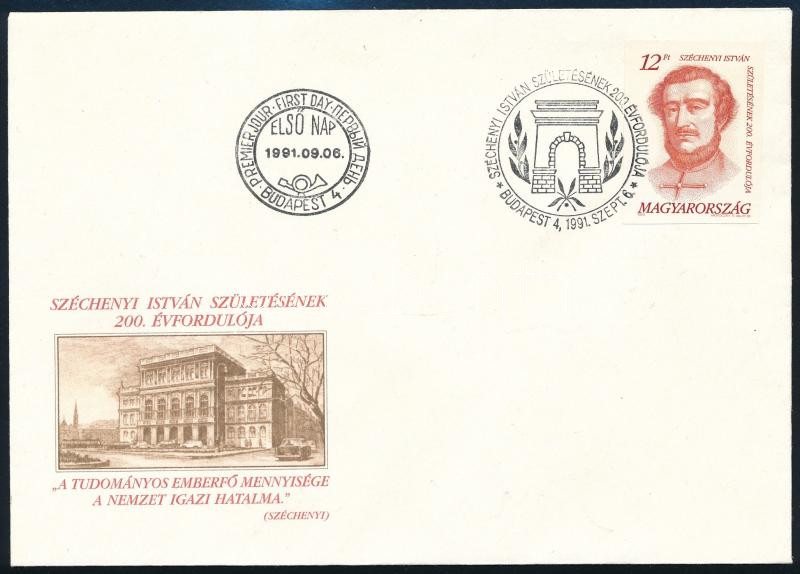 PREMIER JOUR · FIRST DAY · ПЕРВЫЙ ДЕНЬ ·
ELSŐ NAP
1991.09.06.
BUDAPEST 4.
SZÉCHENYI ISTVÁN SZÜLETÉSÉNEK 200 ÉVFORDULÓJA
* BUDAPEST 4, 1991. SZEPT. 6. *
12 Ft
SZÉCHENYI ISTVÁN
SZÜLETÉSÉNEK 200. ÉVFORDULÓJA
MAGYARORSZÁG
SZÉCHENYI ISTVÁN SZÜLETÉSÉNEK
200. ÉVFORDULÓJA
„A TUDOMÁNYOS EMBERFŐ MENNYISÉGE
A NEMZET IGAZI HATALMA.”
(SZÉCHENYI)